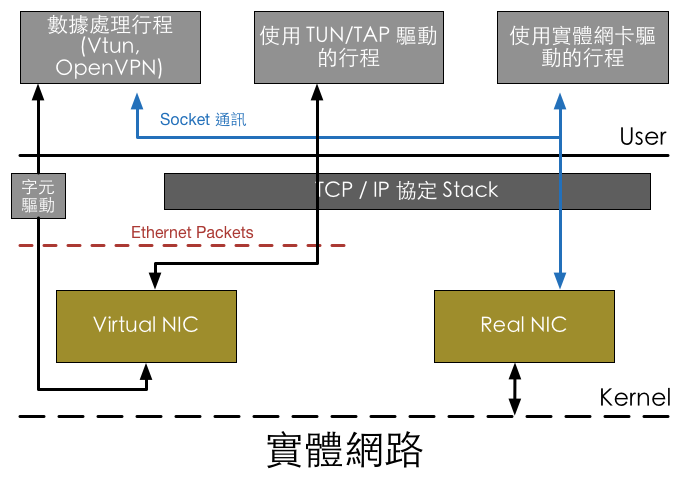 數據處理行程
(Vtun,
OpenVPN)
使用 TUN/TAP 驅動
的行程
使用實體網卡驅
動的行程
Socket 通訊
User
字元
驅動
TCP / IP 協定 Stack
Ethernet Packets
Virtual NIC
Real NIC
Kernel
實體網路